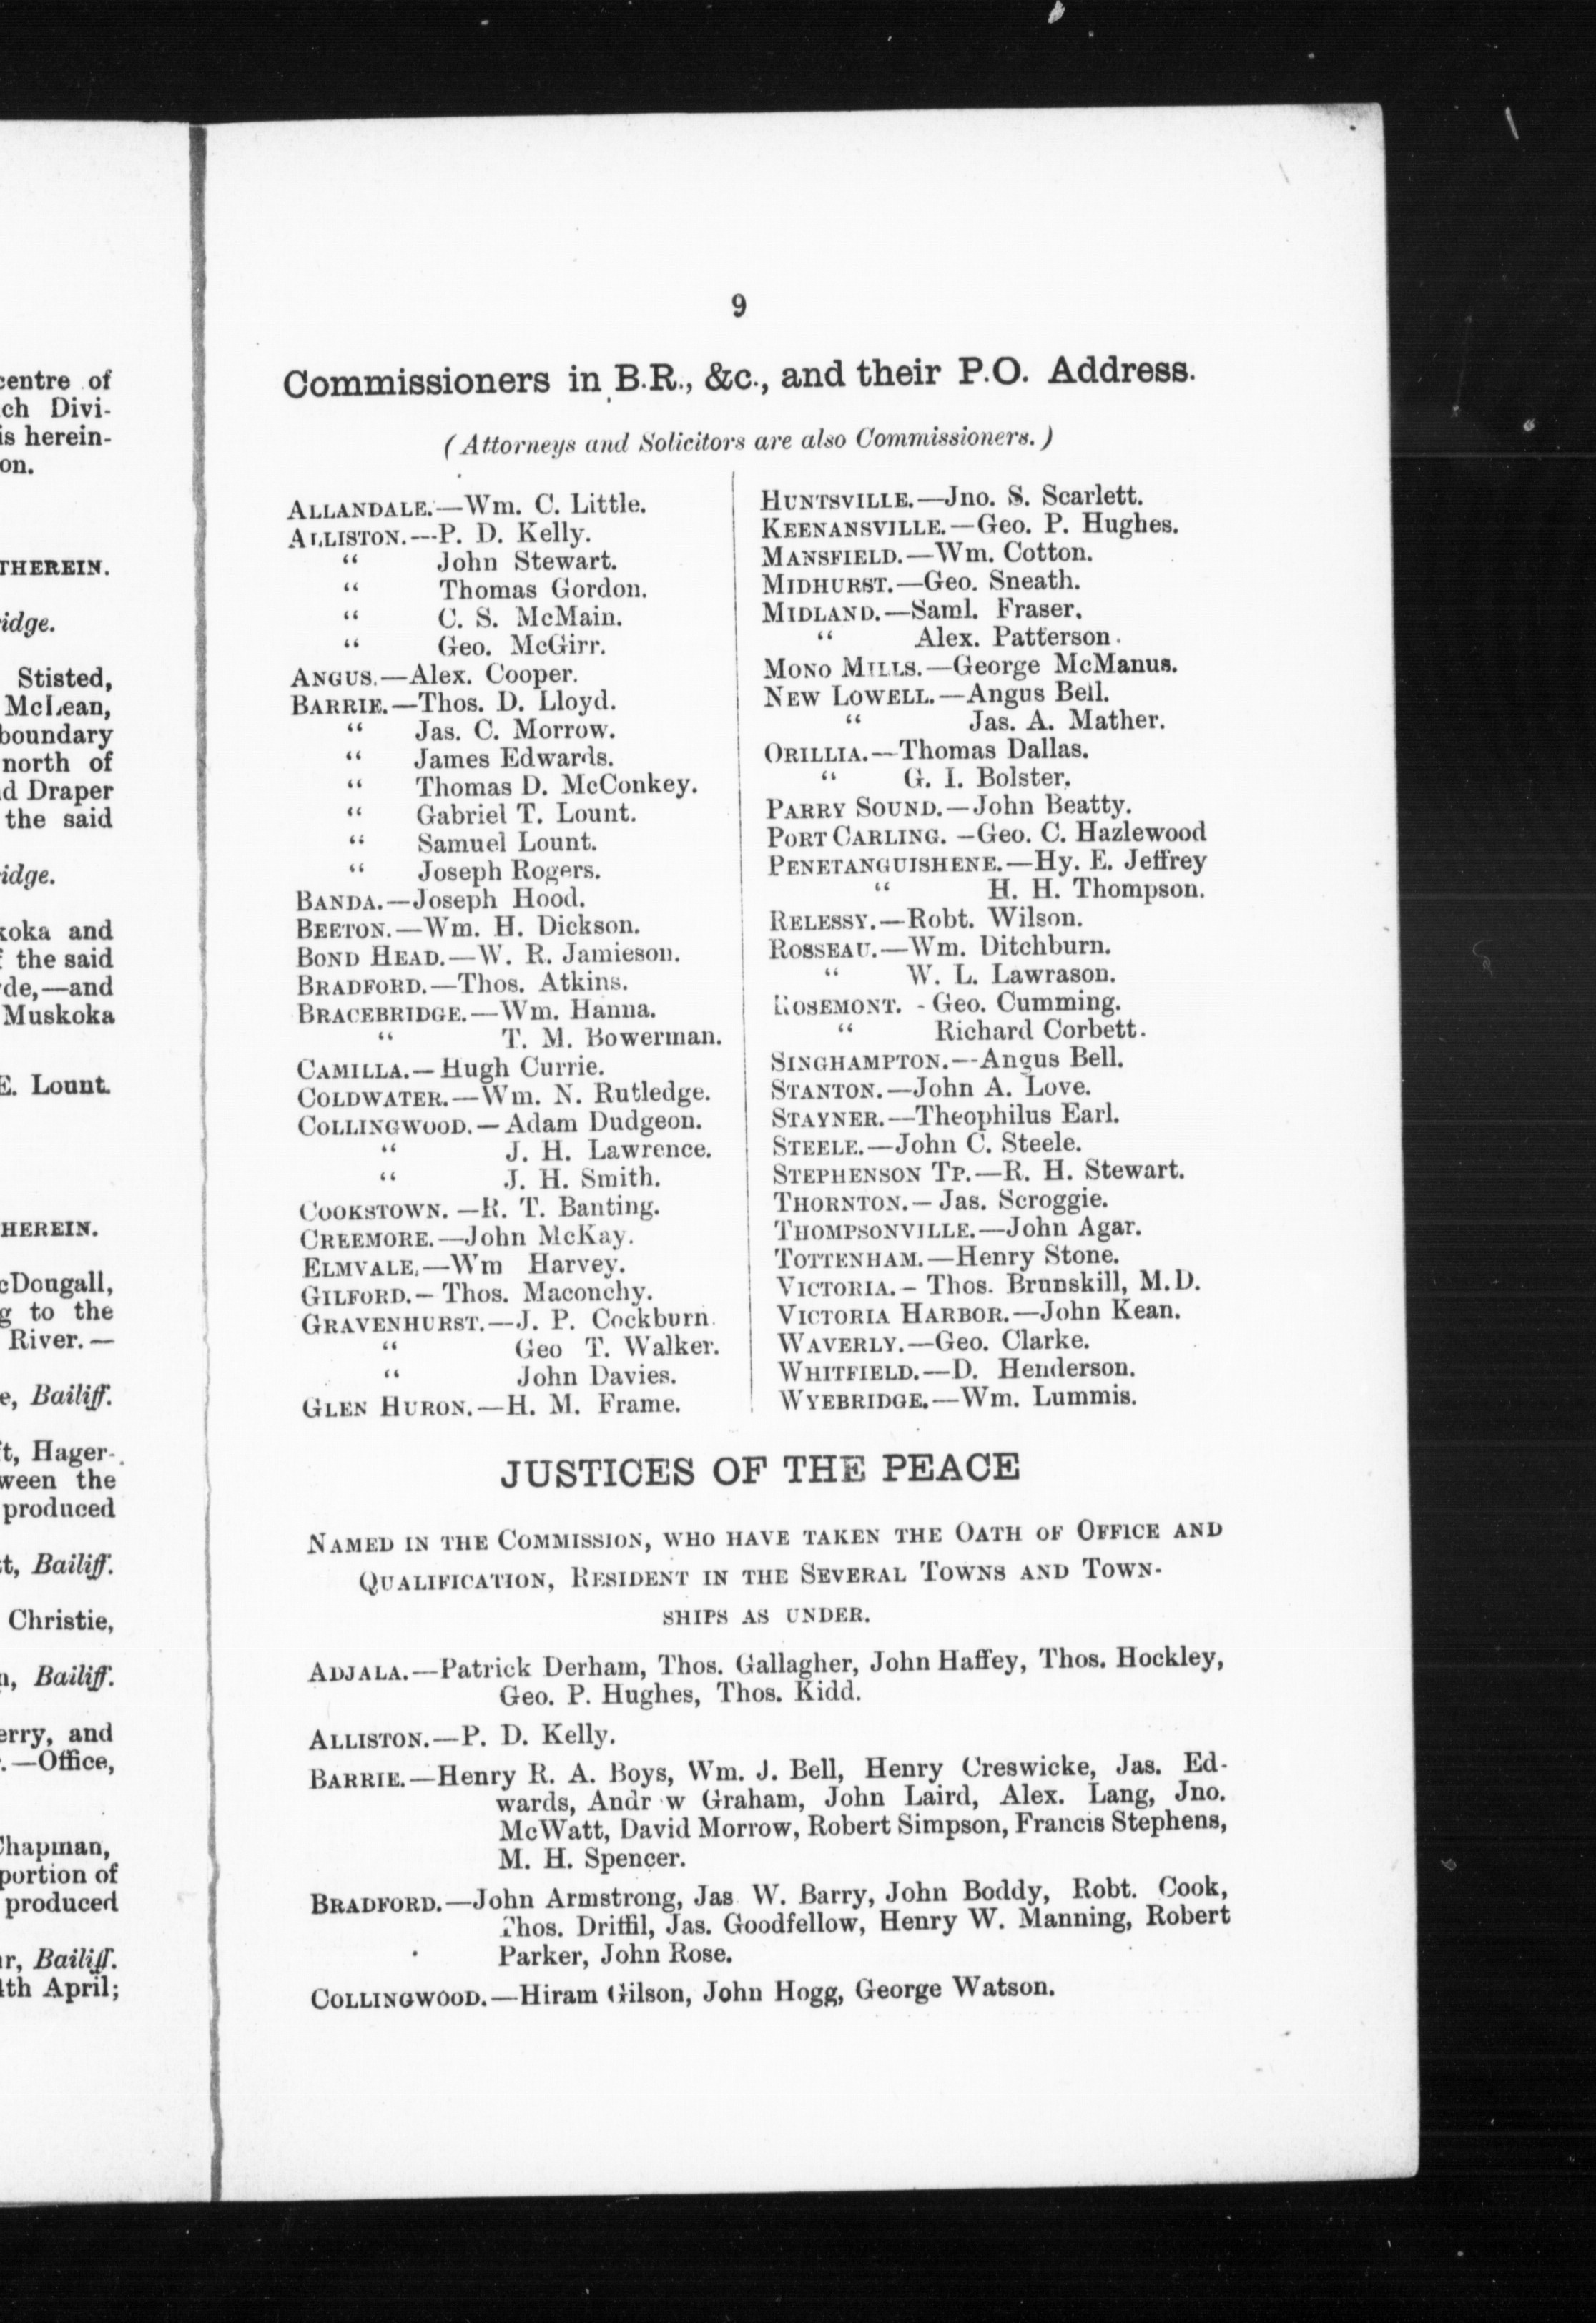 centre of
ch Divi-
is herein-
on.
THEREIN.
idge.
Stisted,
McLean,
boundary
north of
d Draper
the said
idge.
koka and
the said
de,—and
Muskoka
E. Lount.
HEREIN.
cDougall,
g to the
River.—
e, Bailiff.
t, Hager-
ween the
produced
t, Bailiff.
Christie,
n, Bailiff.
erry, and
.—Office,
Chapman,
portion of
produced
r, Bailiff.
4th April;
9
Commissioners in B.R., &c., and their P.O. Address.
(Attorneys and Solicitors are also Commissioners.)
ALLANDALE.—Wm. C. Little.
ALLISTON.—P. D. Kelly.
“ John Stewart.
“ Thomas Gordon.
“ C. S. McMain.
“ Geo. McGirr.
ANGUS.—Alex. Cooper.
BARRIE.—Thos. D. Lloyd.
“ Jas. C. Morrow.
“ James Edwards.
“ Thomas D. McConkey.
“ Gabriel T. Lount.
“ Samuel Lount.
“ Joseph Rogers.
BANDA.—Joseph Hood.
BEETON.—Wm. H. Dickson.
BOND HEAD.—W. R. Jamieson.
BRADFORD.—Thos. Atkins.
BRACEBRIDGE.—Wm. Hanna.
“ T. M. Bowerman.
CAMILLA.—Hugh Currie.
COLDWATER.—Wm. N. Rutledge.
COLLINGWOOD.—Adam Dudgeon.
“ J. H. Lawrence.
“ J. H. Smith.
COOKSTOWN.—R. T. Banting.
CREEMORE.—John McKay.
ELMVALE.—Wm Harvey.
GILFORD.—Thos. Maconchy.
GRAVENHURST.—J. P. Cockburn.
“ Geo T. Walker.
“ John Davies.
GLEN HURON.—H. M. Frame.
HUNTSVILLE.—Jno. S. Scarlett.
KEENANSVILLE.—Geo. P. Hughes.
MANSFIELD.—Wm. Cotton.
MIDHURST.—Geo. Sneath.
MIDLAND.—Saml. Fraser.
“ Alex. Patterson.
MONO MILLS.—George McManus.
NEW LOWELL.—Angus Bell.
“ Jas. A. Mather.
ORILLIA.—Thomas Dallas.
“ G. I. Bolster.
PARRY SOUND.—John Beatty.
PORT CARLING.—Geo. C. Hazlewood
PENETANGUISHENE.—Hy. E. Jeffrey
“ H. H. Thompson.
RELESSY.—Robt. Wilson.
ROSSEAU.—Wm. Ditchburn.
“ W. L. Lawrason.
ROSEMONT. - Geo. Cumming.
“ Richard Corbett.
SINGHAMPTON.—Angus Bell.
STANTON.—John A. Love.
STAYNER.—Theophilus Earl.
STEELE.—John C. Steele.
STEPHENSON TP.—R. H. Stewart.
THORNTON.—Jas. Scroggie.
THOMPSONVILLE.—John Agar.
TOTTENHAM.—Henry Stone.
VICTORIA.—Thos. Brunskill, M.D.
VICTORIA HARBOR.—John Kean.
WAVERLY.—Geo. Clarke.
WHITFIELD.—D. Henderson.
WYEBRIDGE.—Wm. Lummis.
JUSTICES OF THE PEACE
NAMED IN THE COMMISSION, WHO HAVE TAKEN THE OATH OF OFFICE AND
QUALIFICATION, RESIDENT IN THE SEVERAL TOWNS AND TOWN-
SHIPS AS UNDER.
ADJALA.—Patrick Derham, Thos. Gallagher, John Haffey, Thos. Hockley,
Geo. P. Hughes, Thos. Kidd.
ALLISTON.—P. D. Kelly.
BARRIE.—Henry R. A. Boys, Wm. J. Bell, Henry Creswicke, Jas. Ed-
wards, Andr w Graham, John Laird, Alex. Lang, Jno.
McWatt, David Morrow, Robert Simpson, Francis Stephens,
M. H. Spencer.
BRADFORD.—John Armstrong, Jas. W. Barry, John Boddy, Robt. Cook,
Thos. Driffil, Jas. Goodfellow, Henry W. Manning, Robert
Parker, John Rose.
COLLINGWOOD.—Hiram Gilson, John Hogg, George Watson.